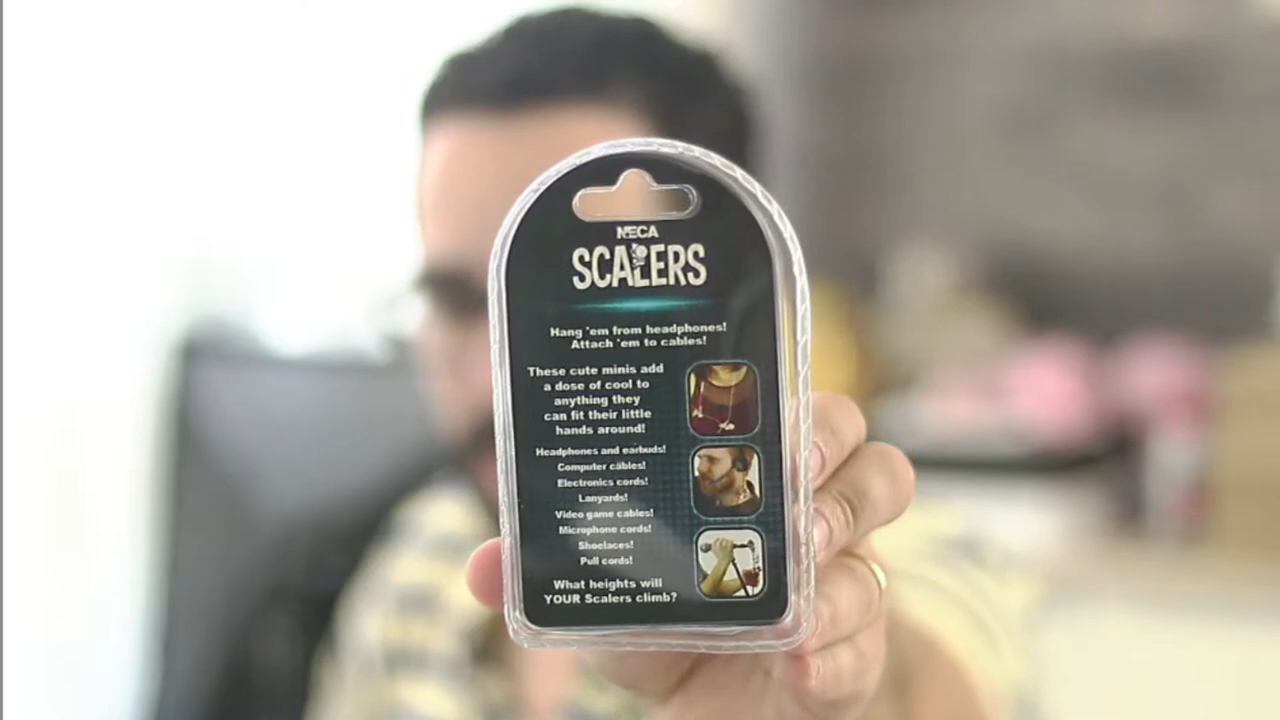 NECA
SCALERS
Hang 'em from headphones!
Attach 'em to cables!
These cute minis add
a dose of cool to
anything they
can fit their little
hands around!
Headphones and earbuds!
Computer cables!
Electronics cords!
Lanyards!
Video game cables!
Microphone cords!
Shoelaces!
Pull cords!
What heights will
YOUR Scalers climb?